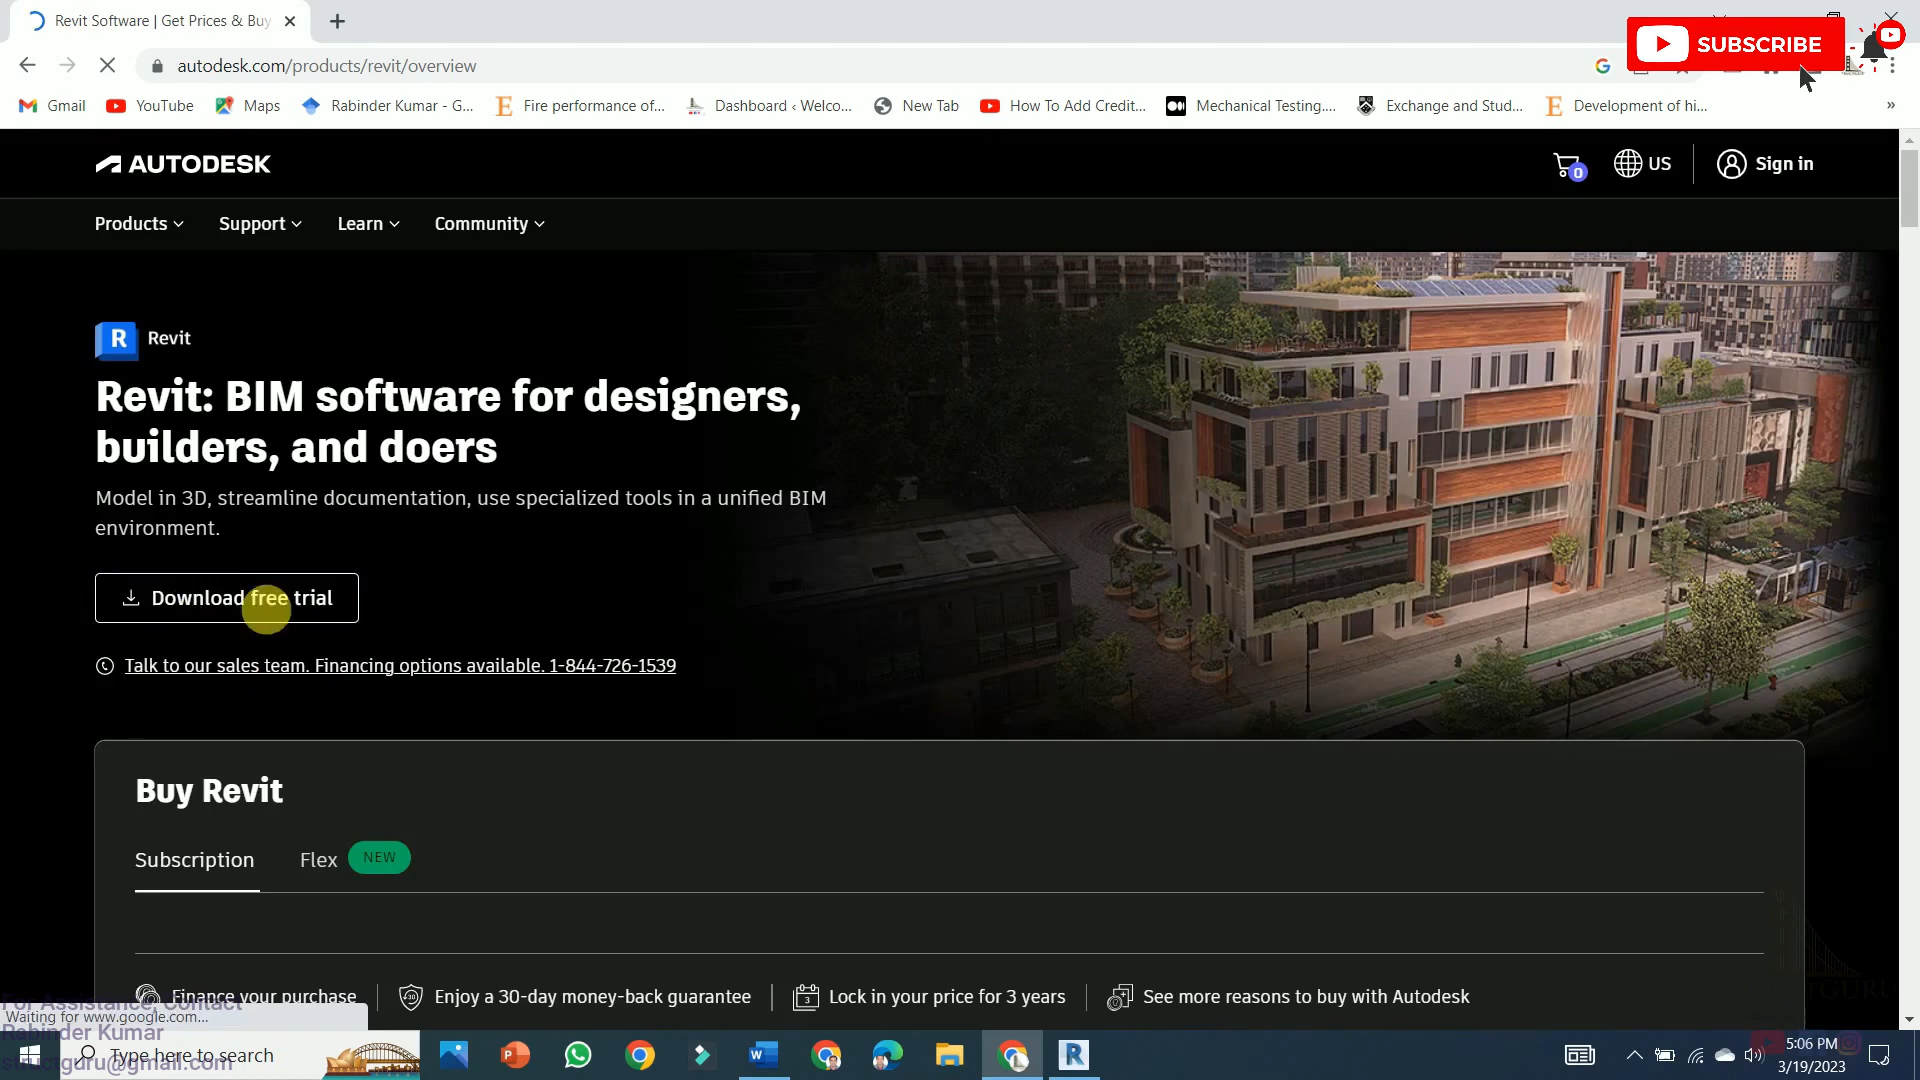 Revit Software | Get Prices & Buy
SUBSCRIBE
autodesk.com/products/revit/overview
Gmail
YouTube
Maps
Rabinder Kumar - G...
Fire performance of...
Dashboard ‹ Welco...
New Tab
How To Add Credit...
Mechanical Testing....
Exchange and Stud...
Development of hi...
»
AUTODESK
0
US
Sign in
Products
Support
Learn
Community
R
Revit
Revit: BIM software for designers,
builders, and doers
Model in 3D, streamline documentation, use specialized tools in a unified BIM
environment.
Download free trial
Talk to our sales team. Financing options available. 1-844-726-1539
Buy Revit
Subscription
Flex
NEW
Finance your purchase
Enjoy a 30-day money-back guarantee
Lock in your price for 3 years
See more reasons to buy with Autodesk
For Assistance, Contact
Waiting for www.google.com...
Rabinder Kumar
Type here to search
structguru@gmail.com
5:06 PM
3/19/2023